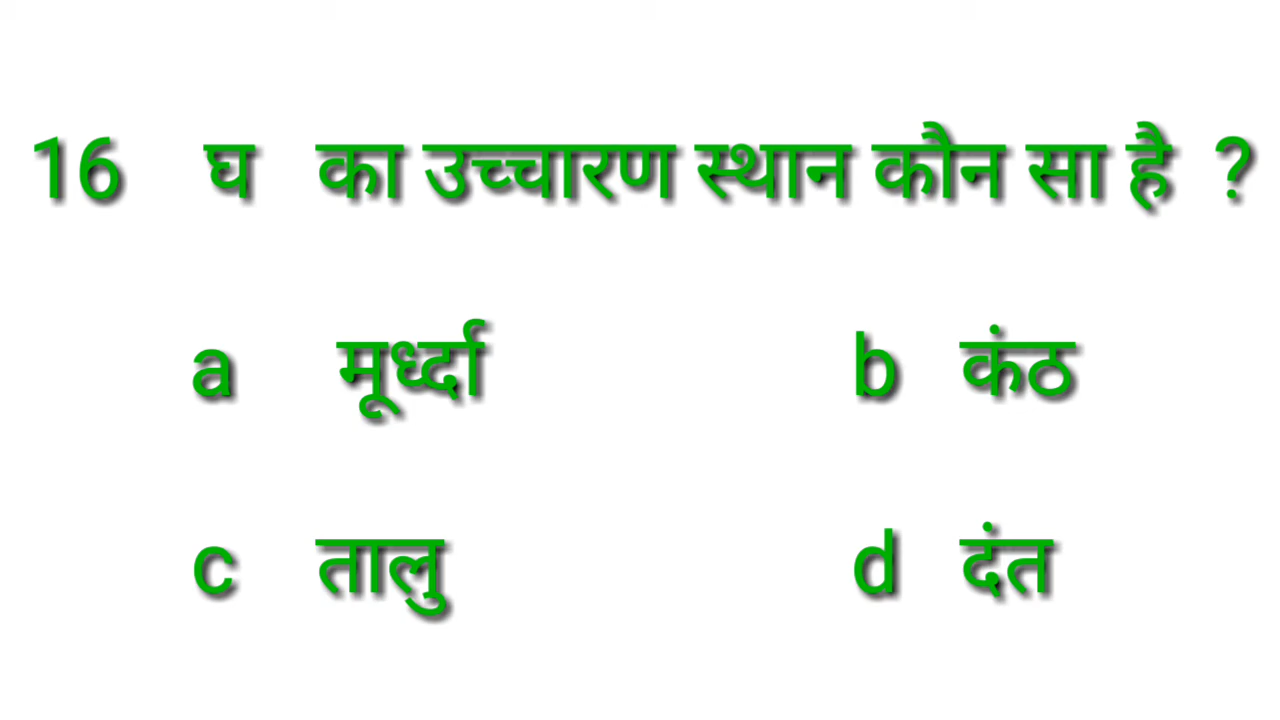 16 घ का उच्चारण स्थान कौन सा है ?
a मूर्ध्दा b कंठ
c तालु d दंत